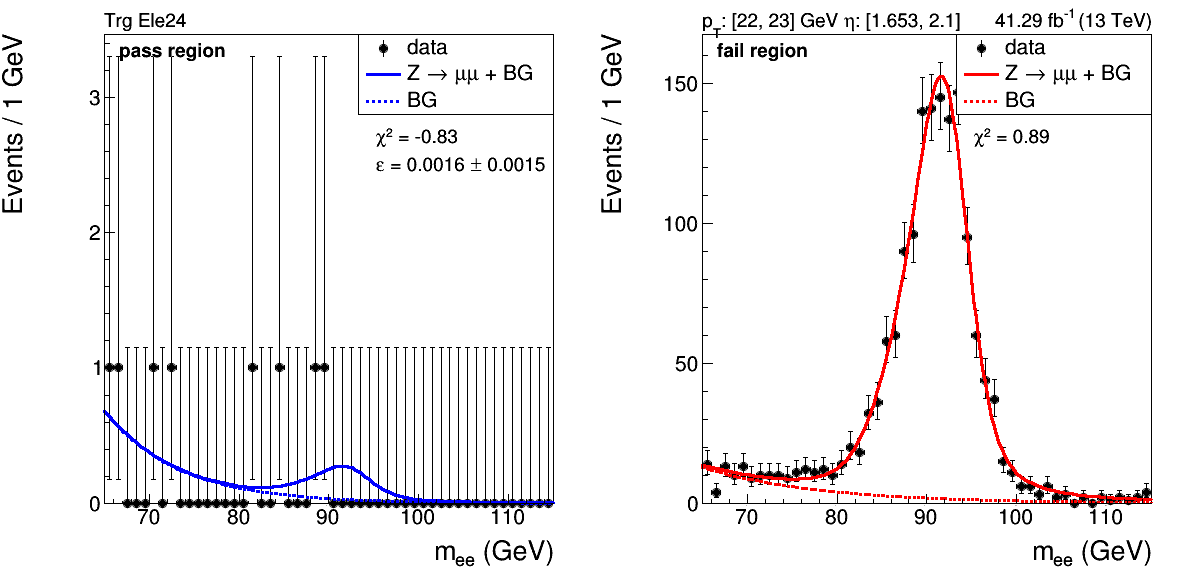 Trg Ele24
pass region
Events / 1 GeV
data
Z → μμ + BG
BG
χ² = -0.83
ε = 0.0016 ± 0.0015
3
2
1
0
70 80 90 100 110
m_ee (GeV)
p_T: [22, 23] GeV η: [1.653, 2.1] 41.29 fb⁻¹ (13 TeV)
fail region
Events / 1 GeV
data
Z → μμ + BG
BG
χ² = 0.89
150
100
50
0
70 80 90 100 110
m_ee (GeV)